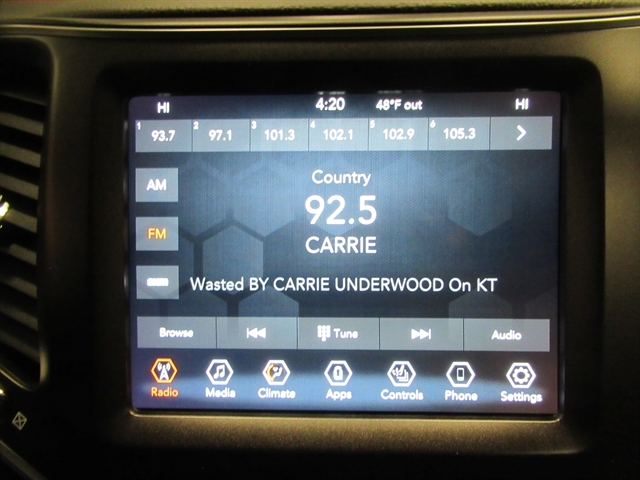 HI 4:20 48°F out HI
1 93.7 2 97.1 3 101.3 4 102.1 5 102.9 6 105.3
AM
Country
92.5
FM
CARRIE
Wasted BY CARRIE UNDERWOOD On KT
Browse Tune Audio
Radio Media Climate Apps Controls Phone Settings